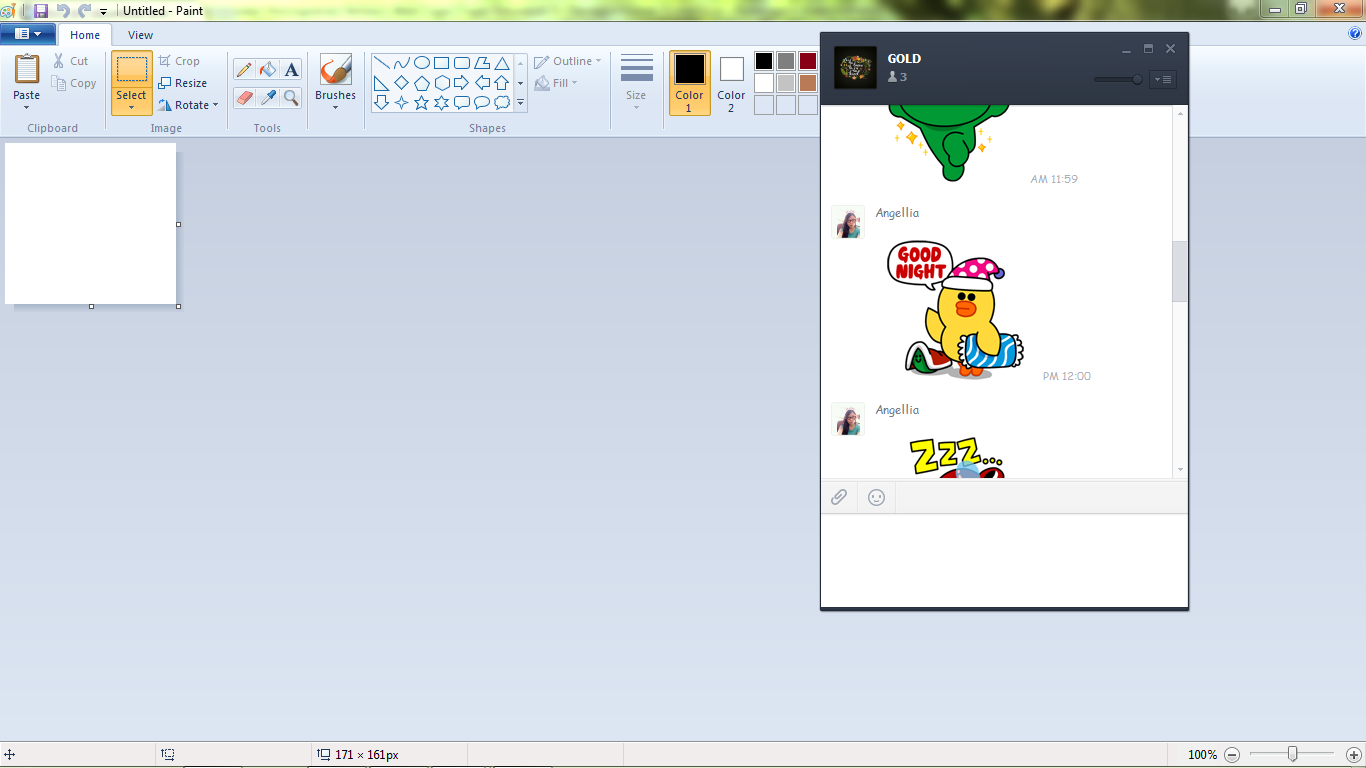 Untitled - Paint
Home
View
Paste
Cut
Copy
Clipboard
Select
Crop
Resize
Rotate
Image
A
Tools
Brushes
Shapes
Outline
Fill
Size
Color
1
Color
2
GOLD
3
AM 11:59
Angellia
GOOD
NIGHT
PM 12:00
Angellia
ZZZ...
171 × 161px
100%